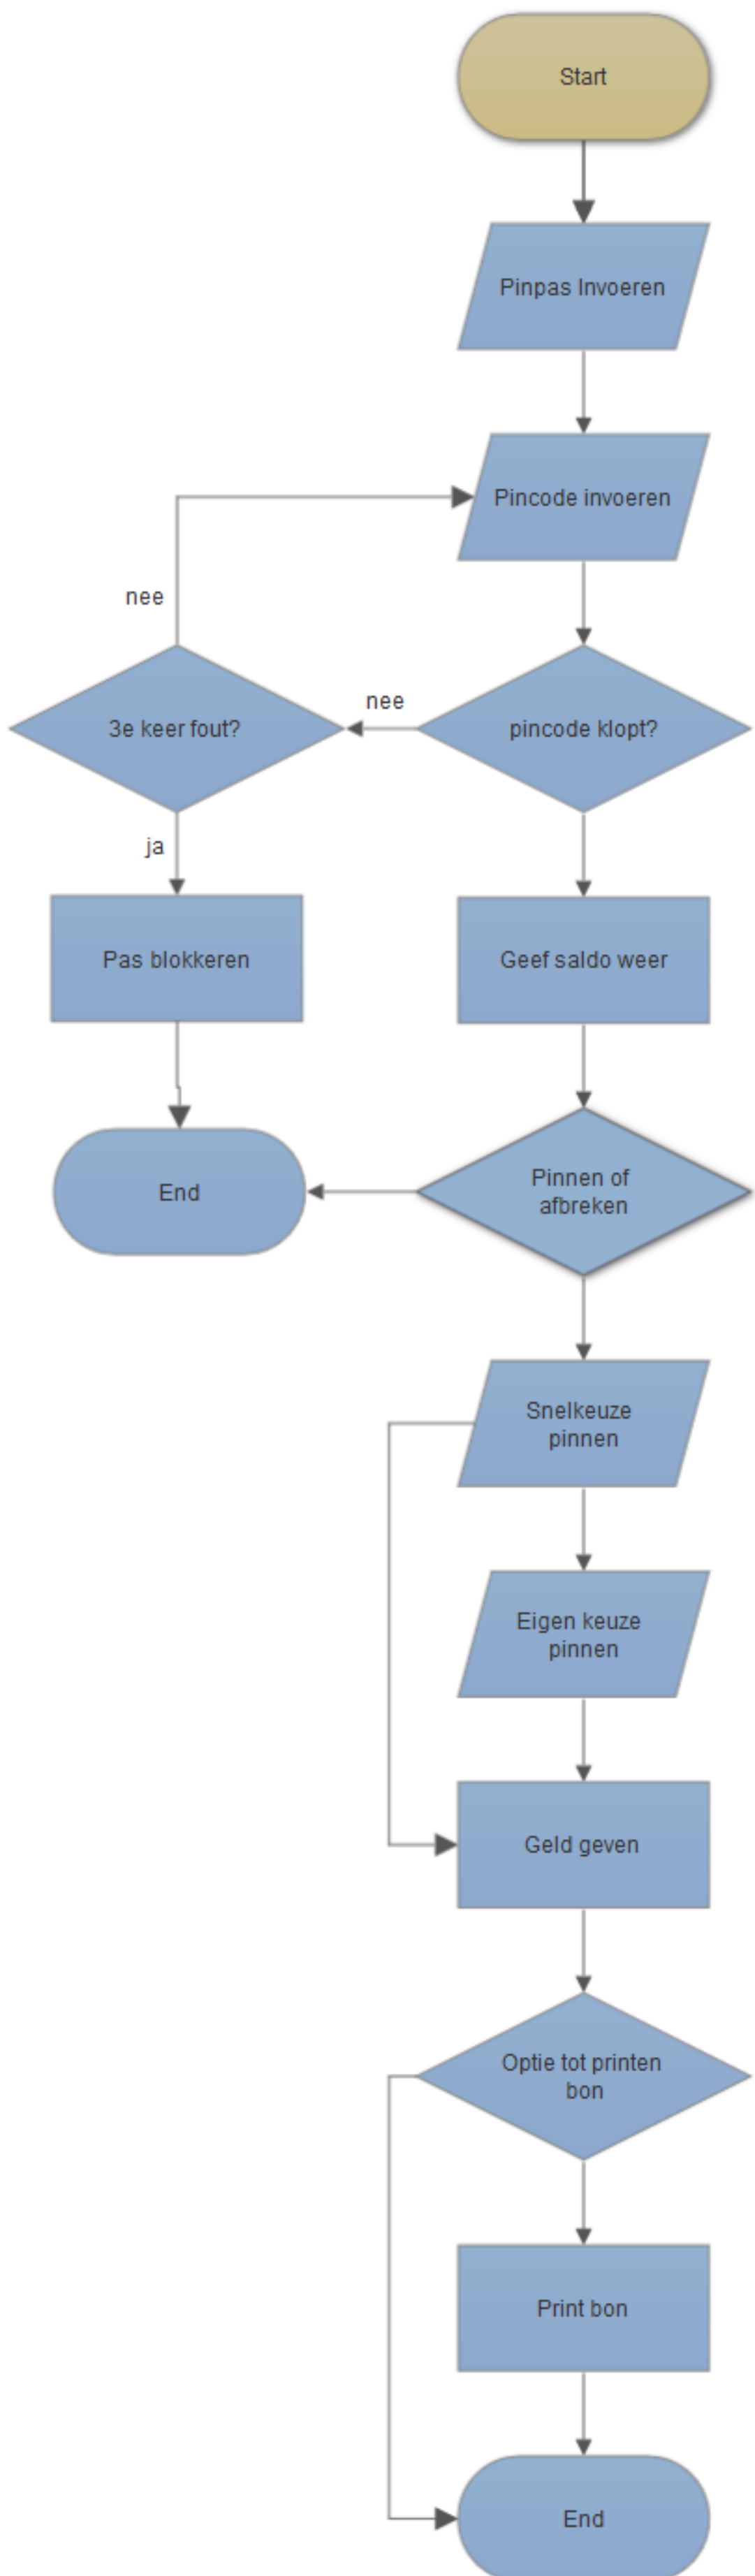 Start
Pinpas Invoeren
Pincode invoeren
nee
3e keer fout?
nee
pincode klopt?
ja
Pas blokkeren
Geef saldo weer
End
Pinnen of
afbreken
Snelkeuze
pinnen
Eigen keuze
pinnen
Geld geven
Optie tot printen
bon
Print bon
End